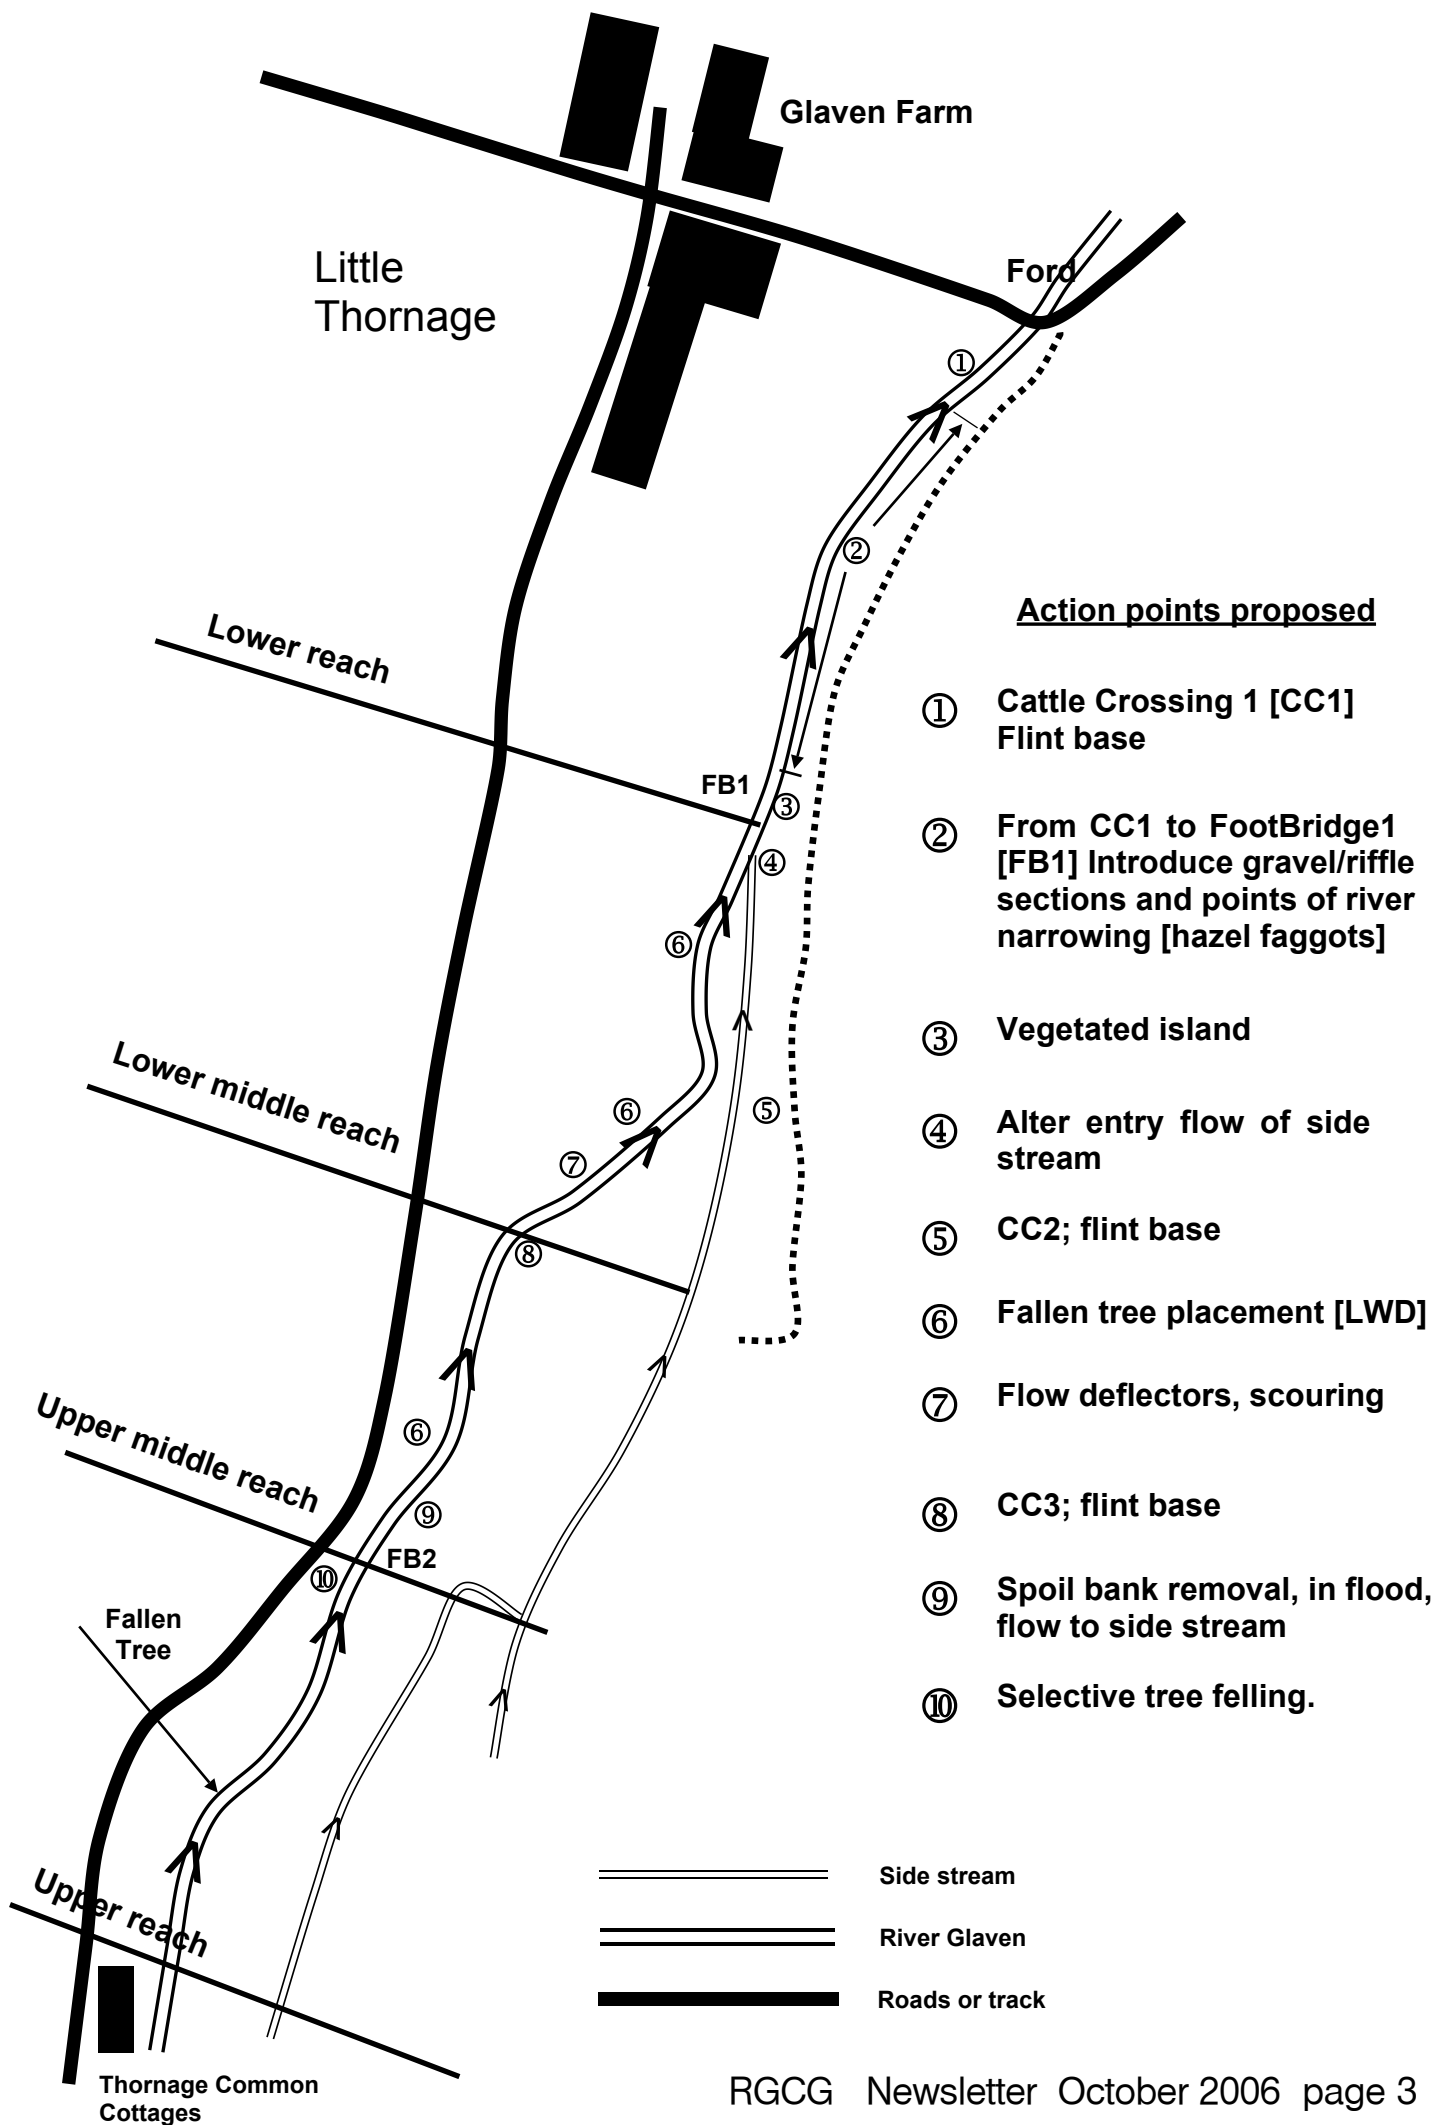 Glaven Farm
Little
Thornage
Ford
①
②
Lower reach
FB1
③
④
⑥
Lower middle reach
⑥
⑤
⑦
⑧
Upper middle reach
⑥
⑨
FB2
⑩
Fallen
Tree
Upper reach
Thornage Common
Cottages
Action points proposed
① Cattle Crossing 1 [CC1]
Flint base
② From CC1 to FootBridge1
[FB1] Introduce gravel/riffle
sections and points of river
narrowing [hazel faggots]
③ Vegetated island
④ Alter entry flow of side
stream
⑤ CC2; flint base
⑥ Fallen tree placement [LWD]
⑦ Flow deflectors, scouring
⑧ CC3; flint base
⑨ Spoil bank removal, in flood,
flow to side stream
⑩ Selective tree felling.
Side stream
River Glaven
Roads or track
RGCG Newsletter October 2006 page 3